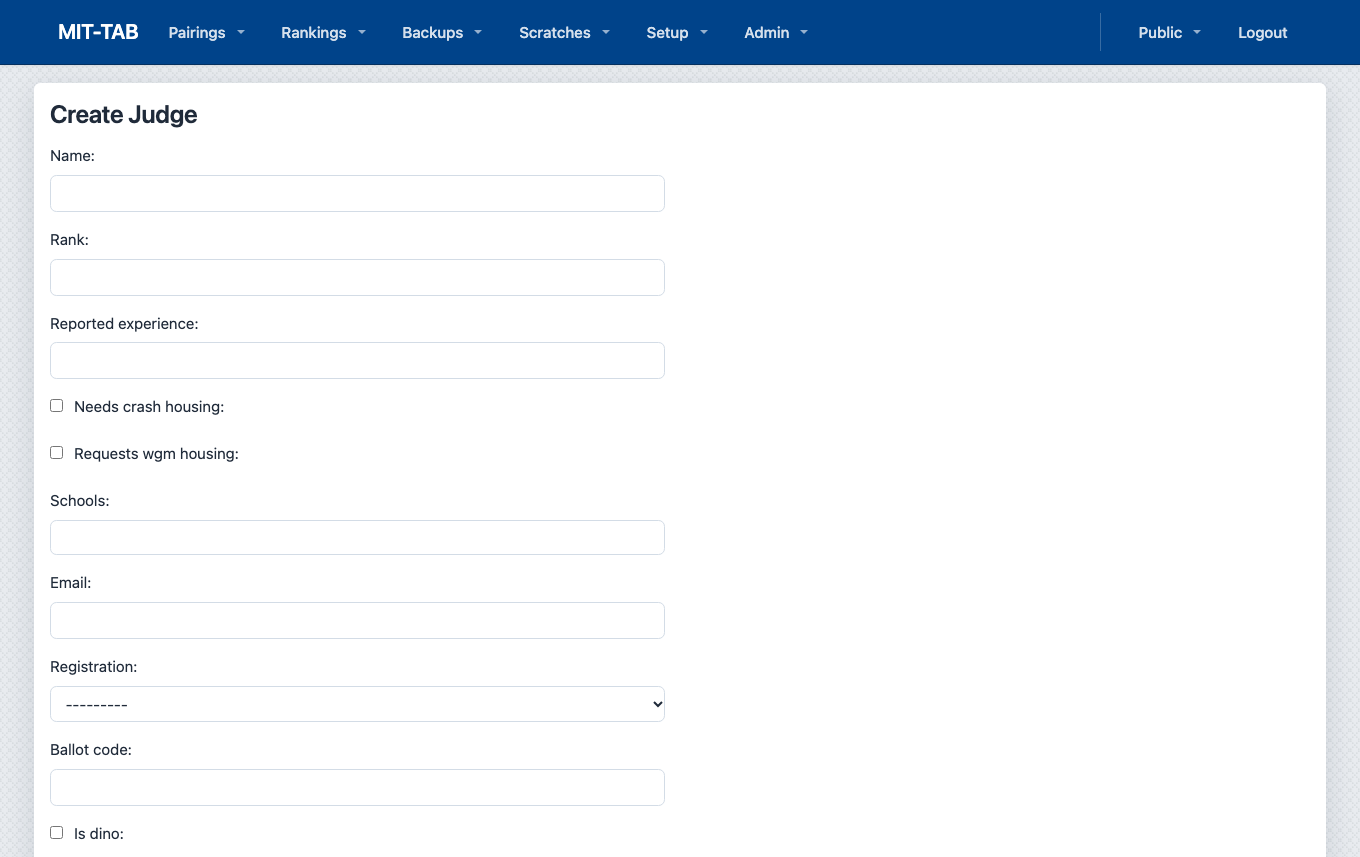 MIT-TAB Pairings Rankings Backups Scratches Setup Admin Public Logout
Create Judge
Name:
Rank:
Reported experience:
Needs crash housing:
Requests wgm housing:
Schools:
Email:
Registration:
---------
Ballot code:
Is dino: